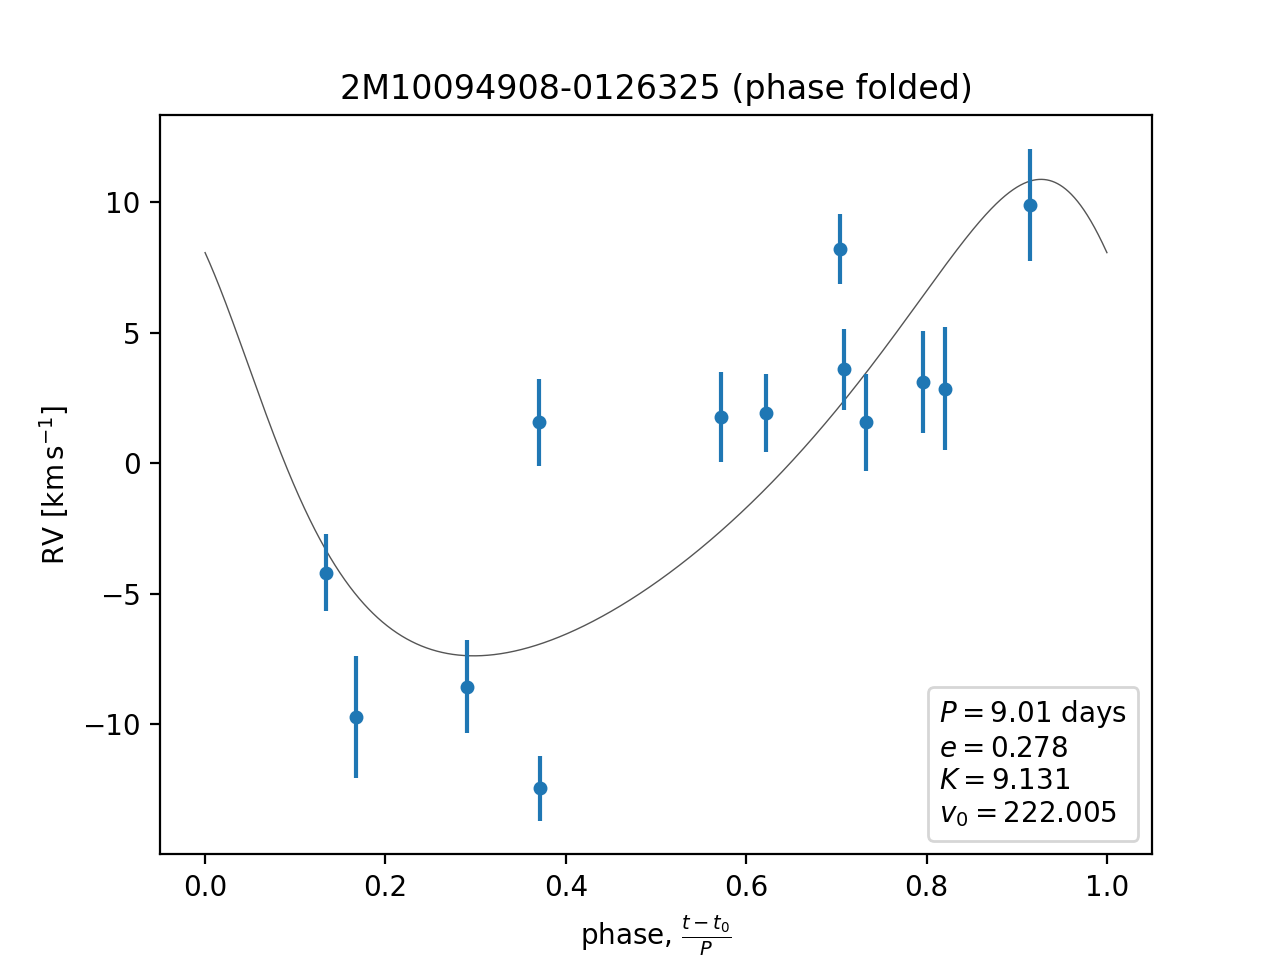 2M10094908-0126325 (phase folded)
RV [km s⁻¹]
10
5
0
−5
−10
P = 9.01 days
e = 0.278
K = 9.131
v₀ = 222.005
0.0 0.2 0.4 0.6 0.8 1.0
phase, (t − t₀)/P